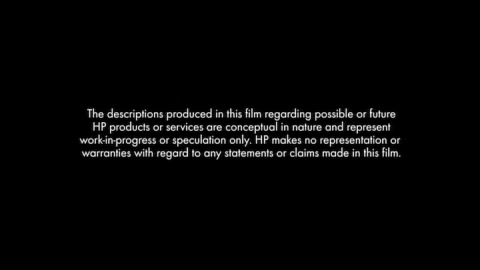 The descriptions produced in this film regarding possible or future
HP products or services are conceptual in nature and represent
work-in-progress or speculation only. HP makes no representation or
warranties with regard to any statements or claims made in this film.